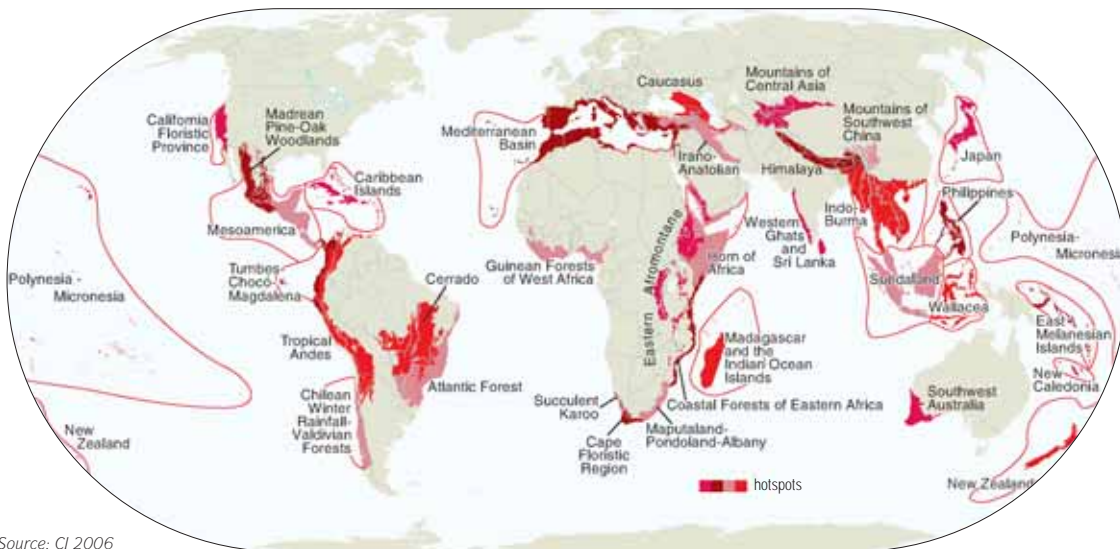 California
Floristic
Province
Madrean
Pine-Oak
Woodlands
Caribbean
Islands
Mesoamerica
Polynesia -
Micronesia
Tumbes-
Choco-
Magdalena
Cerrado
Tropical
Andes
Atlantic Forest
Chilean
Winter
Rainfall-
Valdivian
Forests
New
Zealand
Mediterranean
Basin
Caucasus
Irano-
Anatolian
Mountains of
Central Asia
Mountains of
Southwest
China
Himalaya
Japan
Philippines
Indo-
Burma
Western
Ghats
and
Sri Lanka
Guinean Forests
of West Africa
Eastern Afromontane
Horn of
Africa
Sundaland
Wallacea
Polynesia-
Micronesia
East
Melanesian
Islands
New
Caledonia
Madagascar
and the
Indian Ocean
Islands
Coastal Forests of Eastern Africa
Succulent
Karoo
Maputaland-
Pondoland-Albany
Cape
Floristic
Region
Southwest
Australia
New Zealand
hotspots
Source: CI 2006